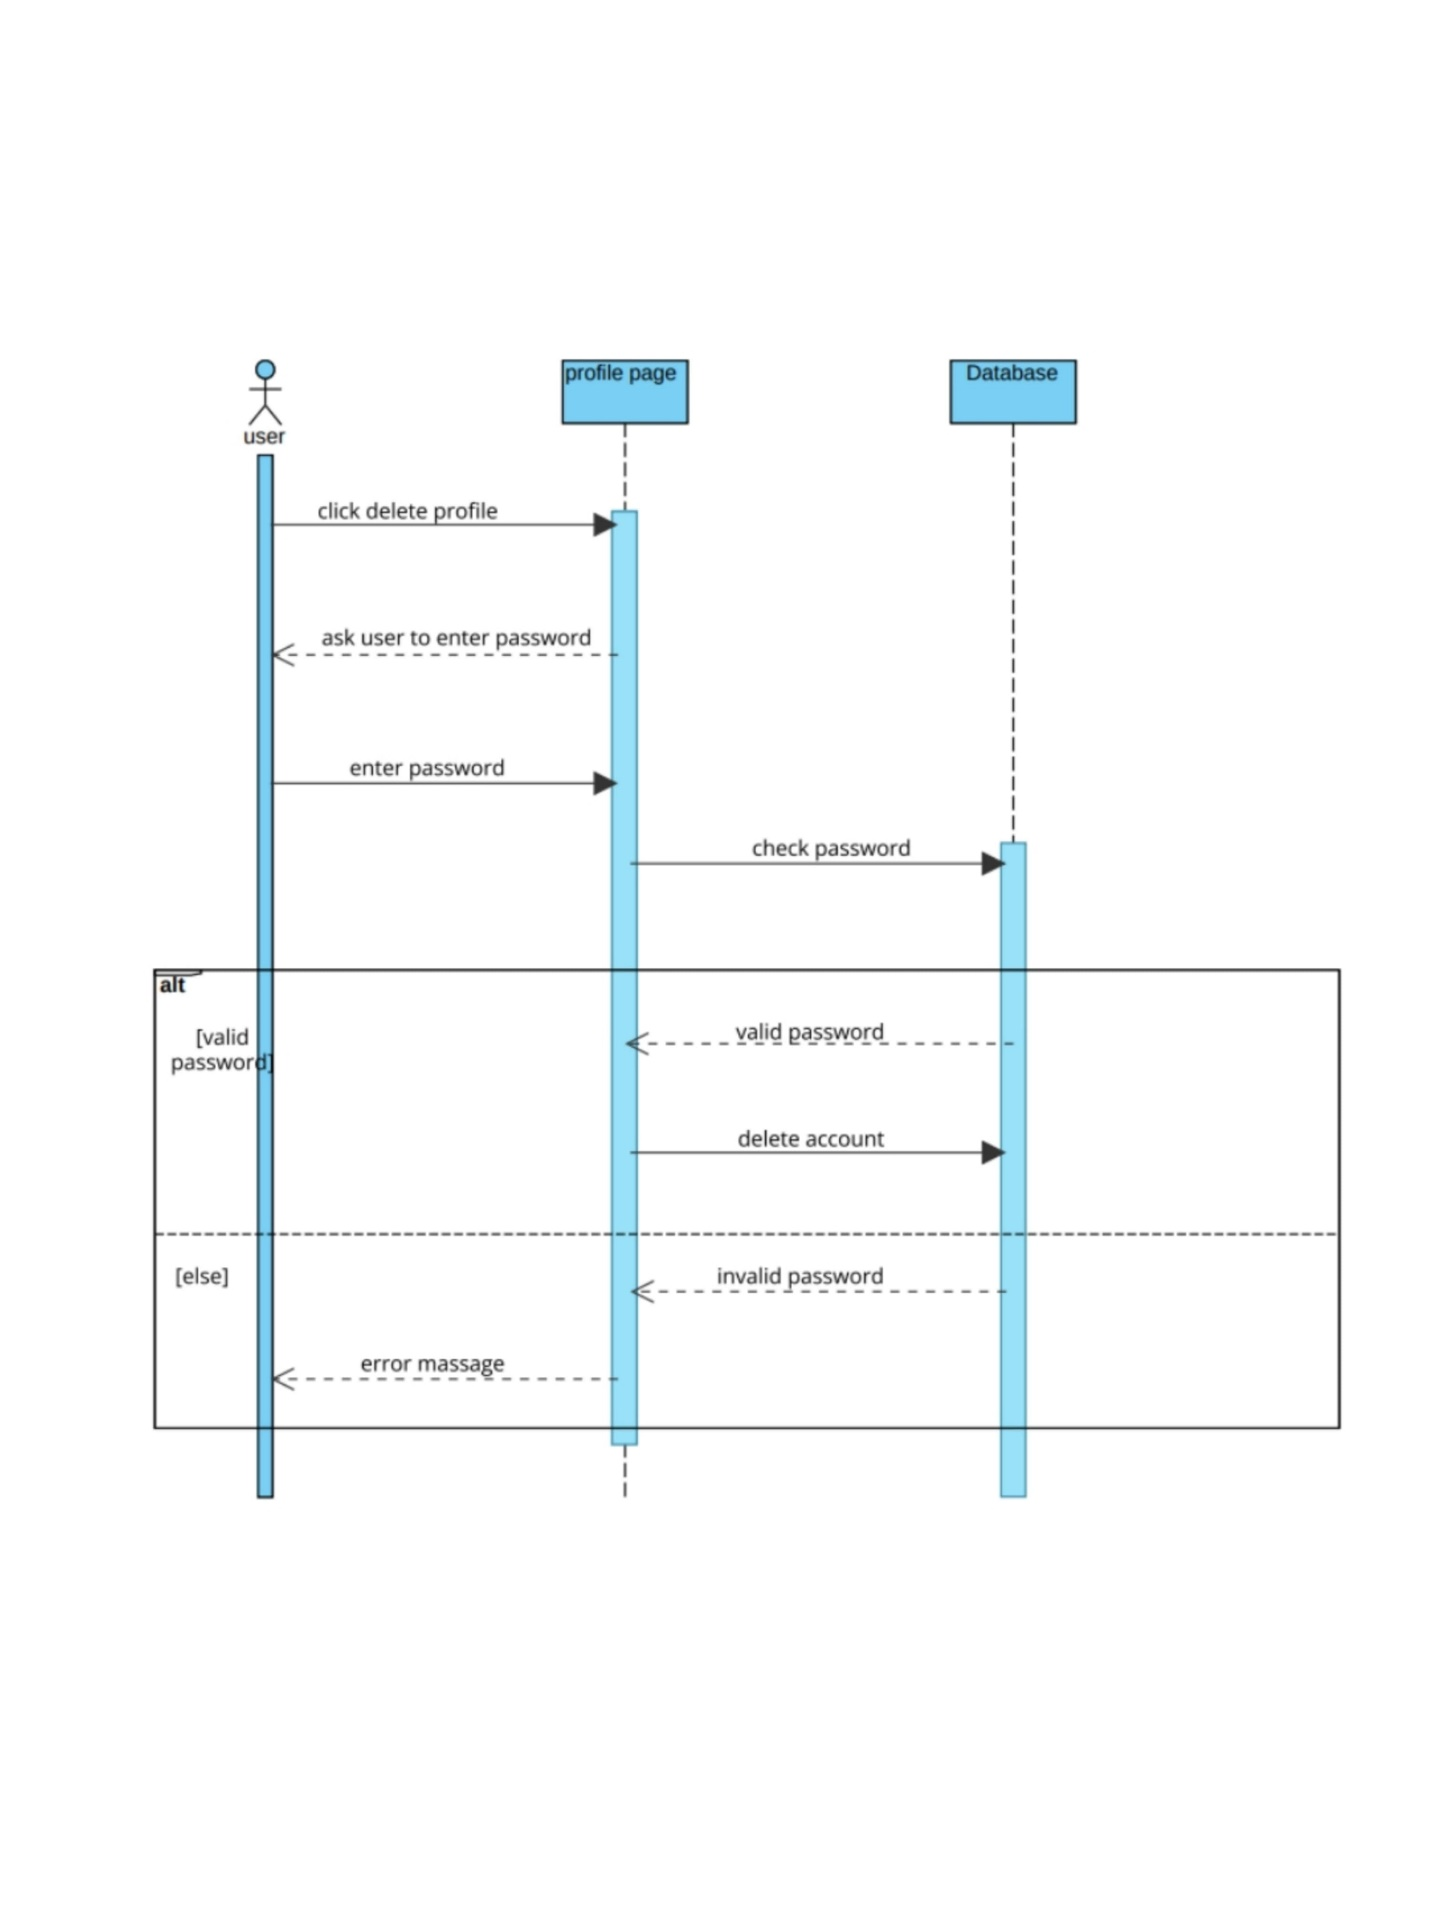 user
profile page
Database
click delete profile
ask user to enter password
enter password
check password
alt
[valid
password]
valid password
delete account
[else]
invalid password
error massage